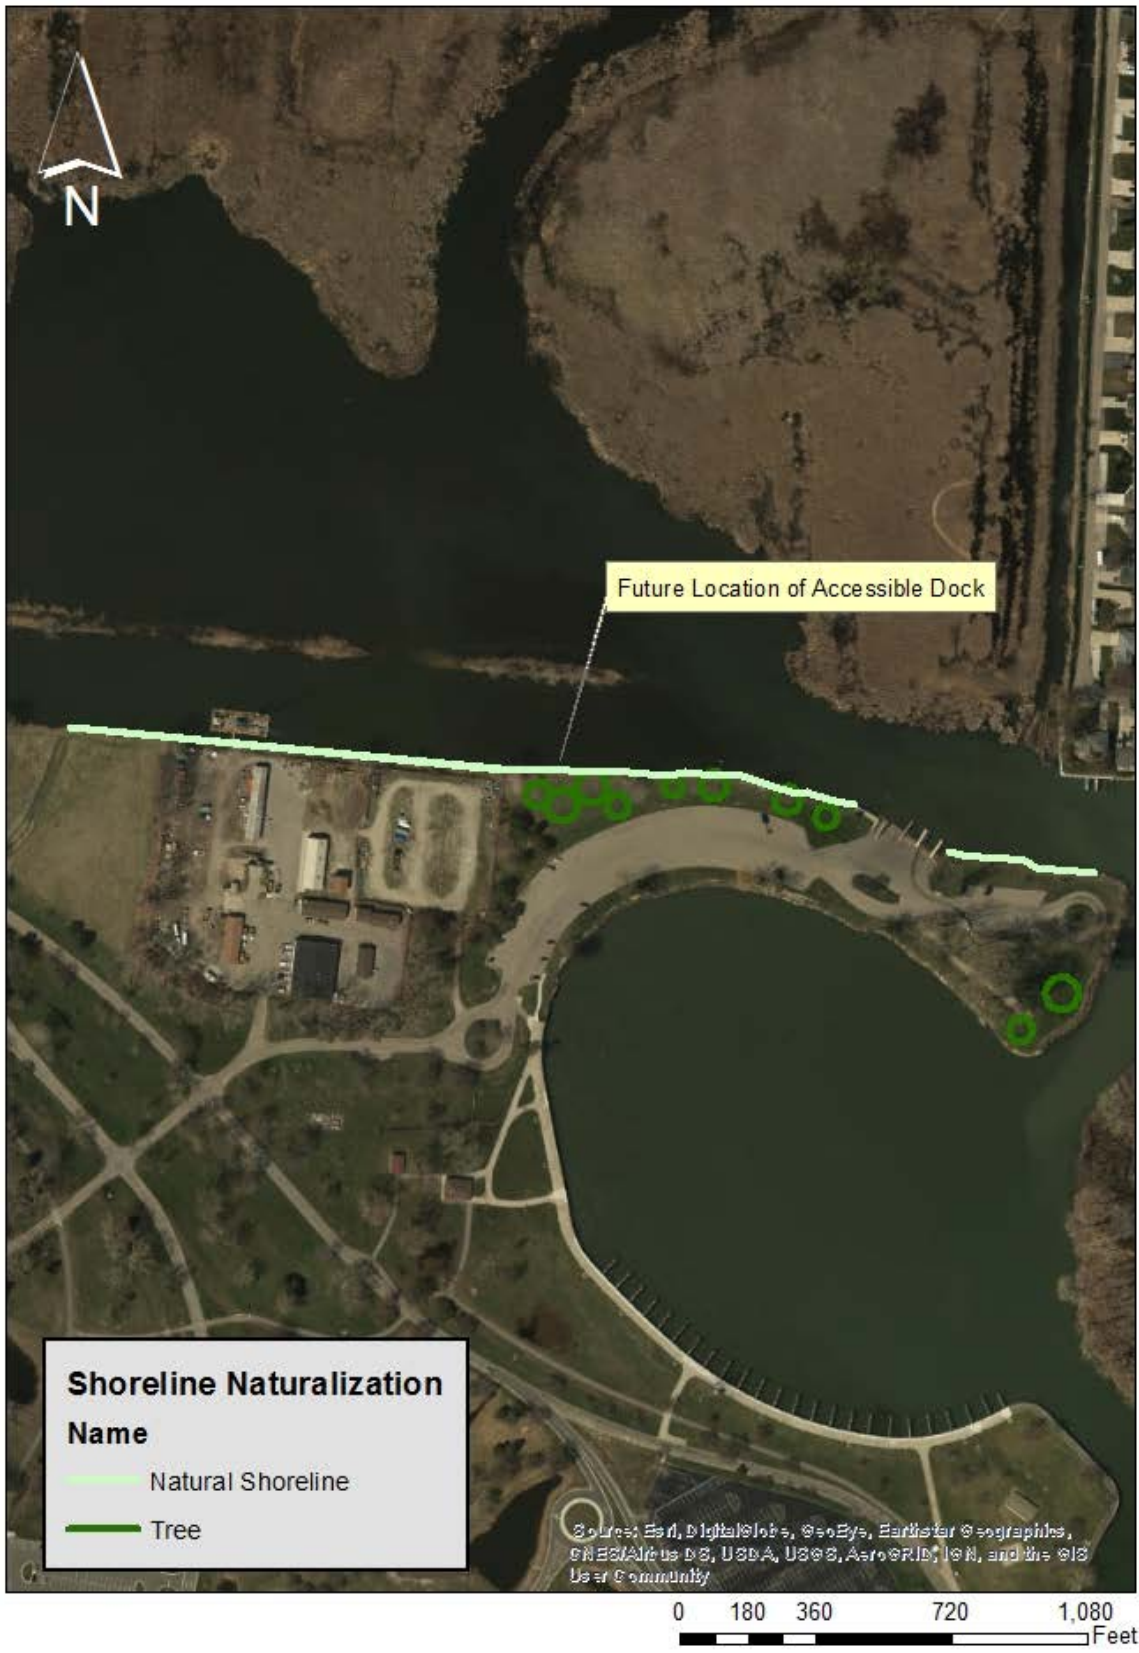 N
Future Location of Accessible Dock
Shoreline Naturalization
Name
Natural Shoreline
Tree
Source: Esri, DigitalGlobe, GeoEye, Earthstar Geographics,
CNES/Airbus DS, USDA, USGS, AeroGRID, IGN, and the GIS
User Community
0 180 360 720 1,080
Feet